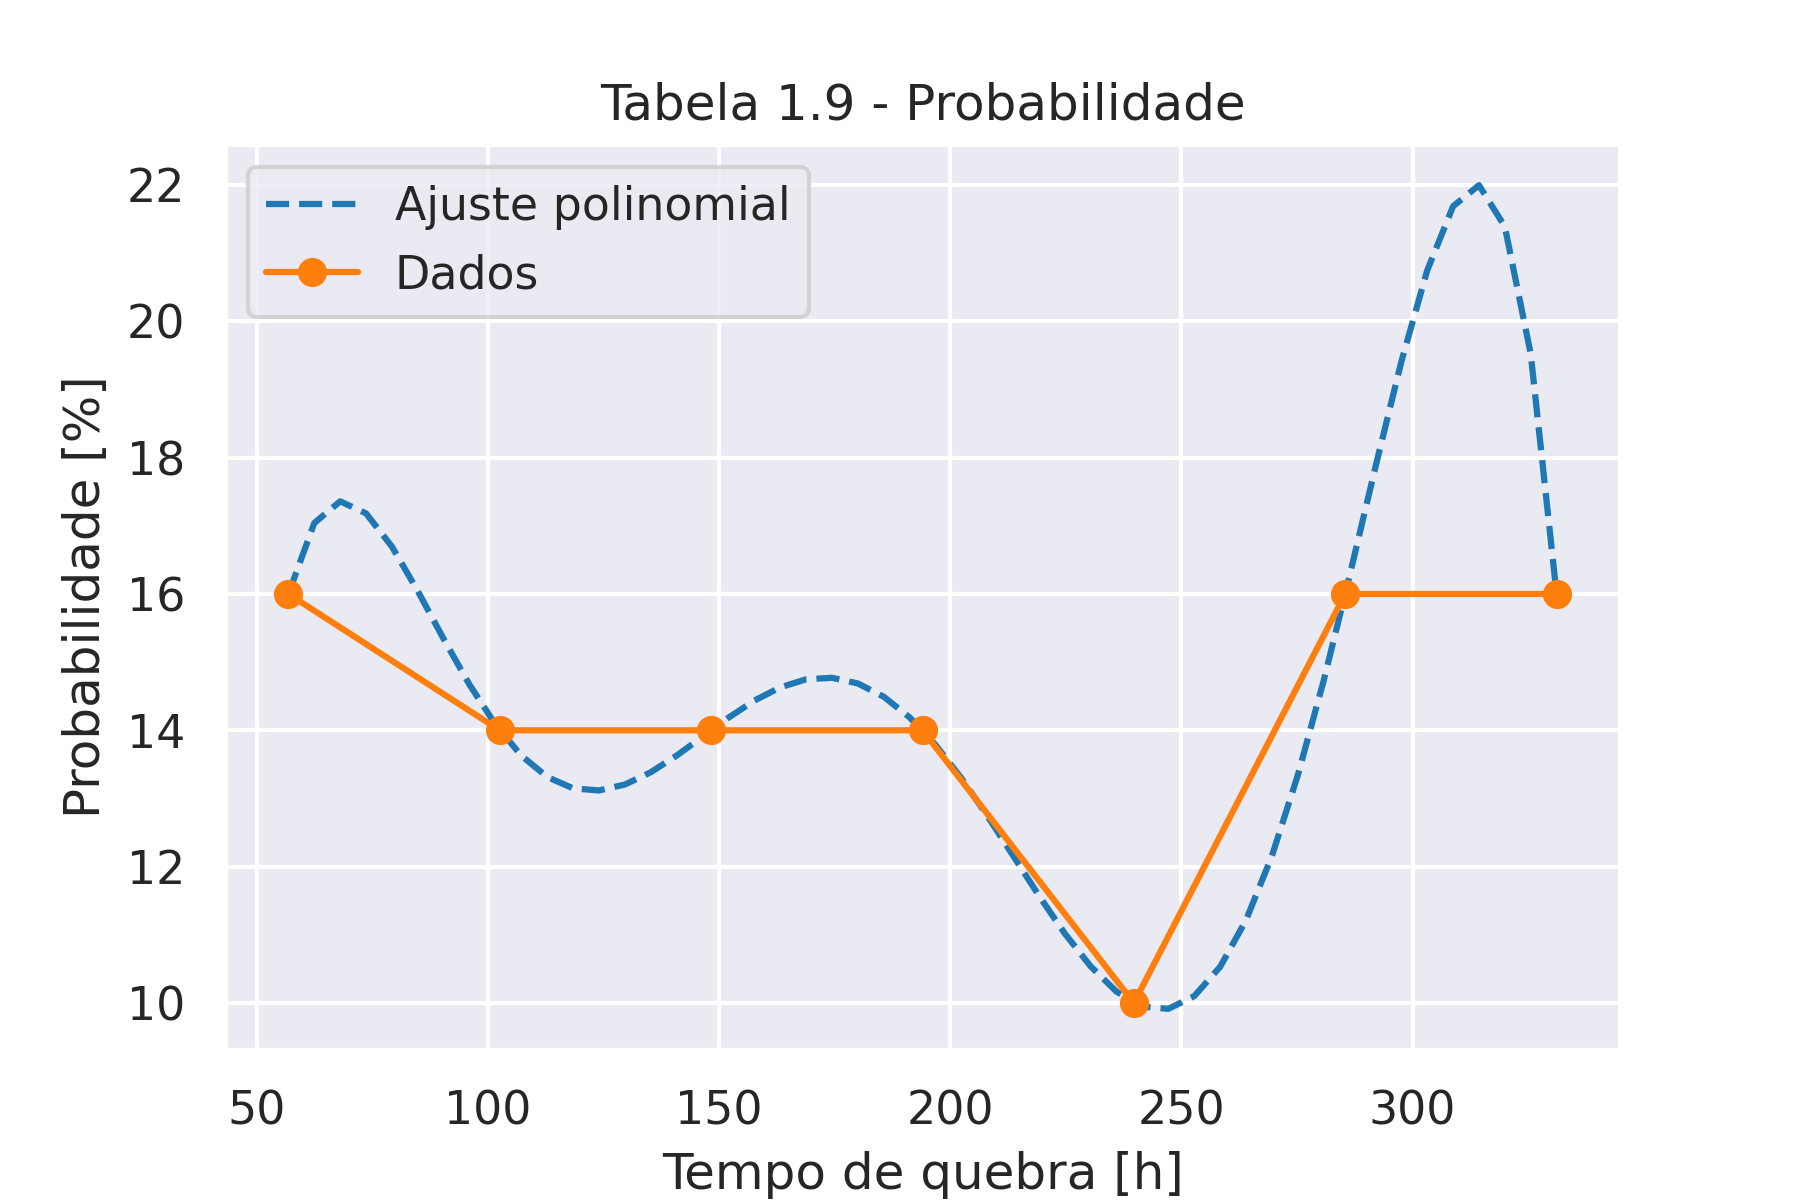 Tabela 1.9 - Probabilidade
Ajuste polinomial
Dados
Probabilidade [%]
22
20
18
16
14
12
10
50 100 150 200 250 300
Tempo de quebra [h]